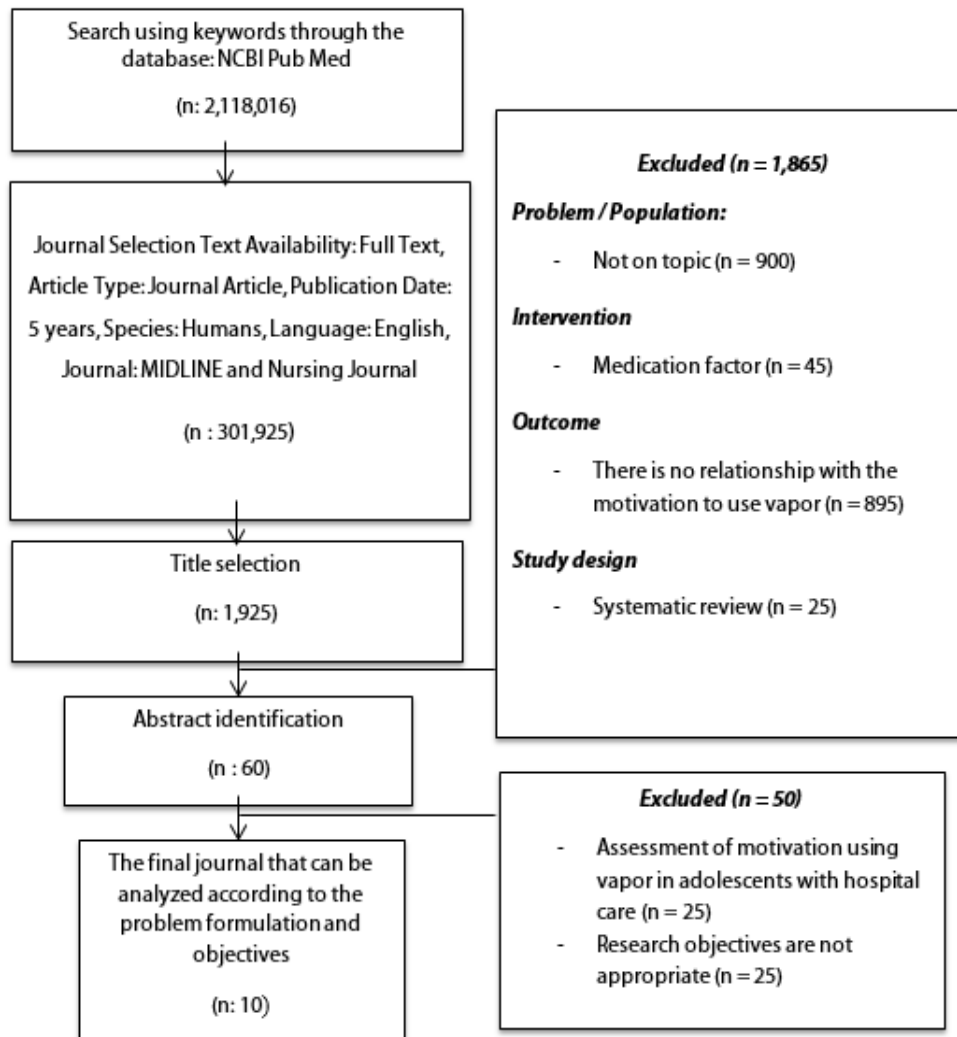 Search using keywords through the
database: NCBI Pub Med
(n: 2,118,016)
Journal Selection Text Availability: Full Text,
Article Type: Journal Article, Publication Date:
5 years, Species: Humans, Language: English,
Journal: MIDLINE and Nursing Journal
(n : 301,925)
Title selection
(n: 1,925)
Abstract identification
(n : 60)
The final journal that can be
analyzed according to the
problem formulation and
objectives
(n: 10)
Excluded (n = 1,865)
Problem / Population:
- Not on topic (n = 900)
Intervention
- Medication factor (n = 45)
Outcome
- There is no relationship with the
motivation to use vapor (n = 895)
Study design
- Systematic review (n = 25)
Excluded (n = 50)
- Assessment of motivation using
vapor in adolescents with hospital
care (n = 25)
- Research objectives are not
appropriate (n = 25)